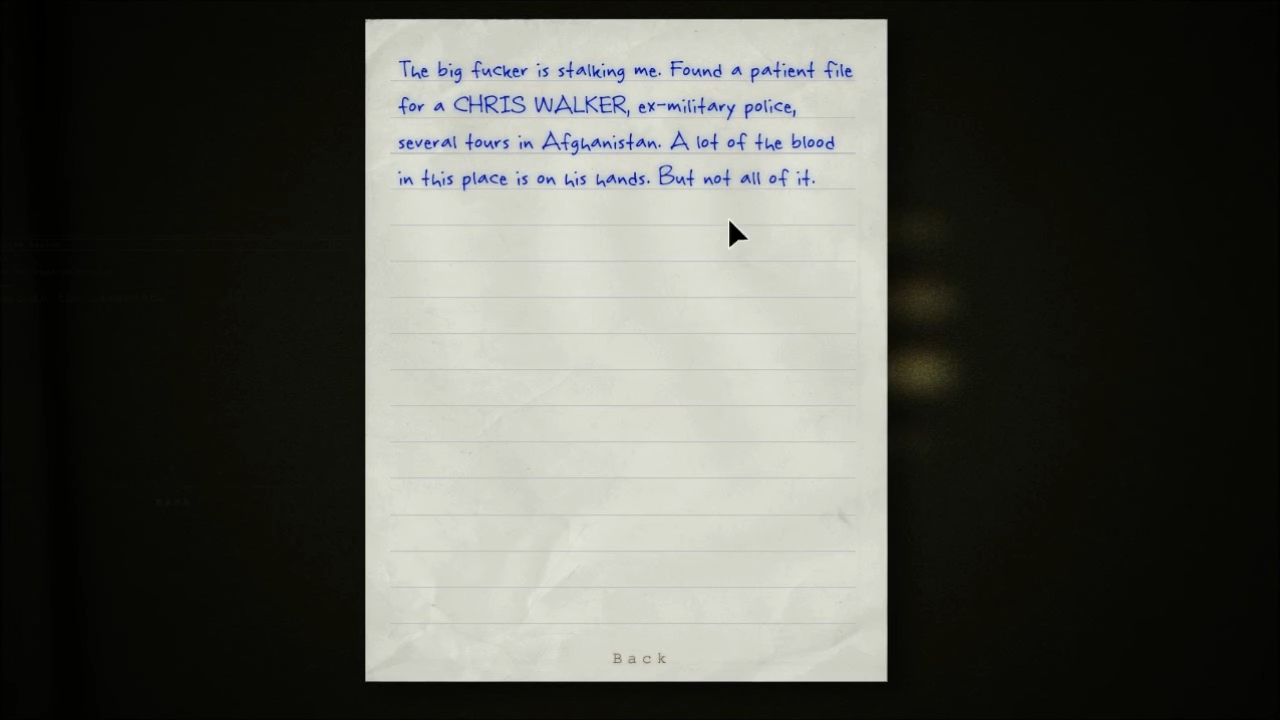 The big fucker is stalking me. Found a patient file
for a CHRIS WALKER, ex-military police,
several tours in Afghanistan. A lot of the blood
in this place is on his hands. But not all of it.
Back